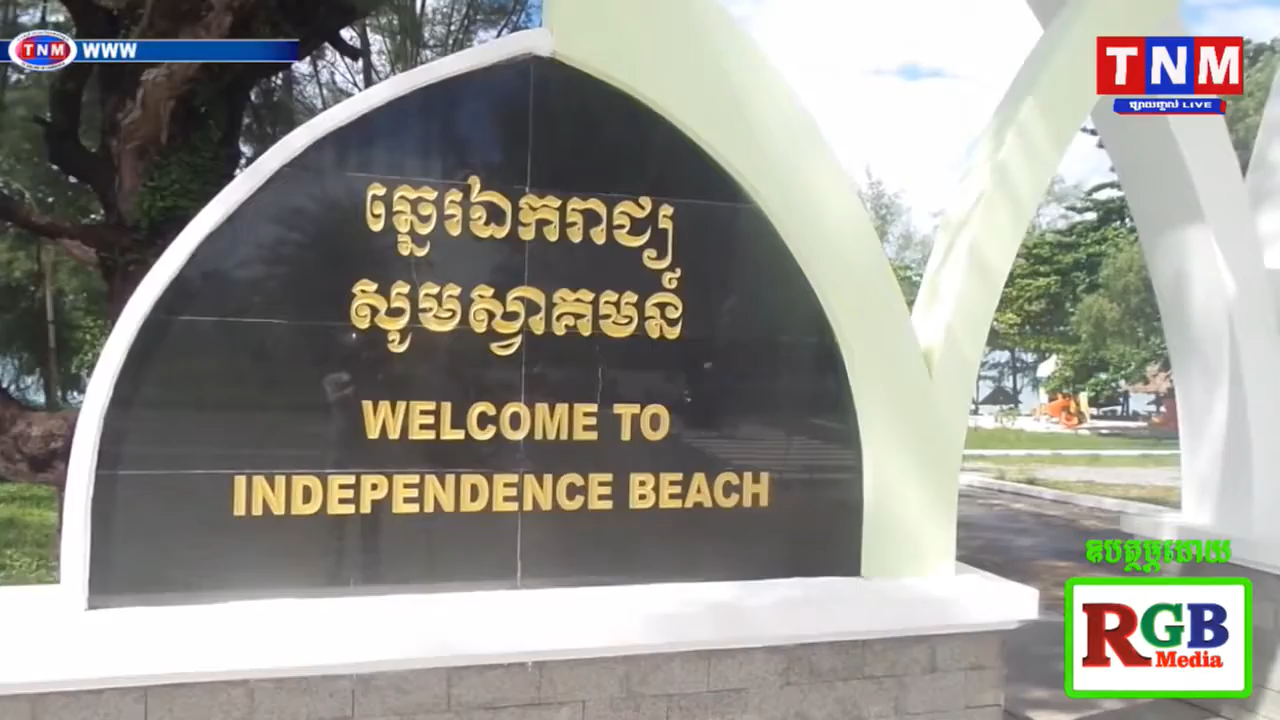 TNM WWW
TNM
ផ្សាយផ្ទាល់ LIVE
ឆ្នេរឯករាជ្យ
សូមស្វាគមន៍
WELCOME TO
INDEPENDENCE BEACH
ឧបត្ថម្ភដោយ
RGB
Media